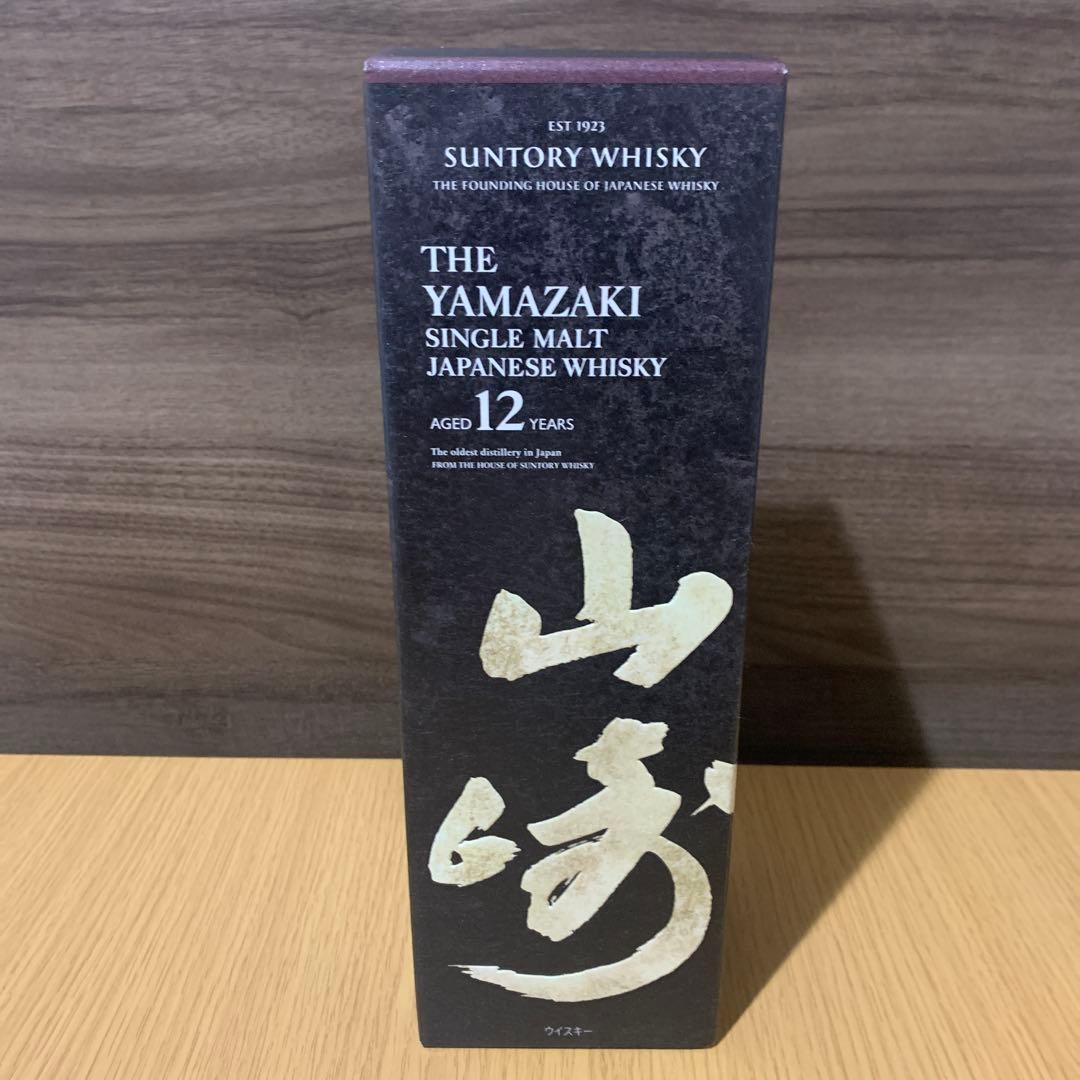 EST 1923
SUNTORY WHISKY
THE FOUNDING HOUSE OF JAPANESE WHISKY
THE
YAMAZAKI
SINGLE MALT
JAPANESE WHISKY
AGED 12 YEARS
The oldest distillery in Japan
FROM THE HOUSE OF SUNTORY WHISKY
山
崎
ウイスキー